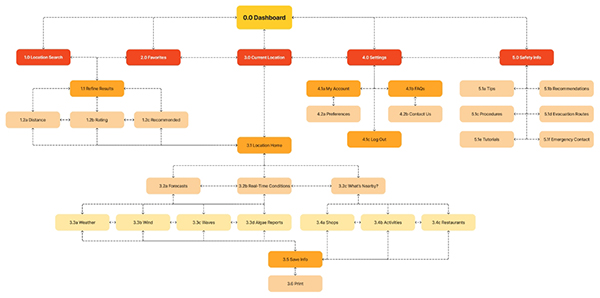 0.0 Dashboard
1.0 Location Search
2.0 Favorites
3.0 Current Location
4.0 Settings
5.0 Safety Info
1.1 Refine Results
4.1a My Account
4.1b FAQs
5.1a Tips
5.1b Recommendations
1.2a Distance
1.2b Rating
1.2c Recommended
4.2a Preferences
4.2b Contact Us
5.1c Procedures
5.1d Evacuation Routes
3.1 Location Home
4.1c Log Out
5.1e Tutorials
5.1f Emergency Contact
3.2a Forecasts
3.2b Real-Time Conditions
3.2c What's Nearby?
3.3a Weather
3.3b Wind
3.3c Waves
3.3d Algae Reports
3.4a Shops
3.4b Activities
3.4c Restaurants
3.5 Save Info
3.6 Print